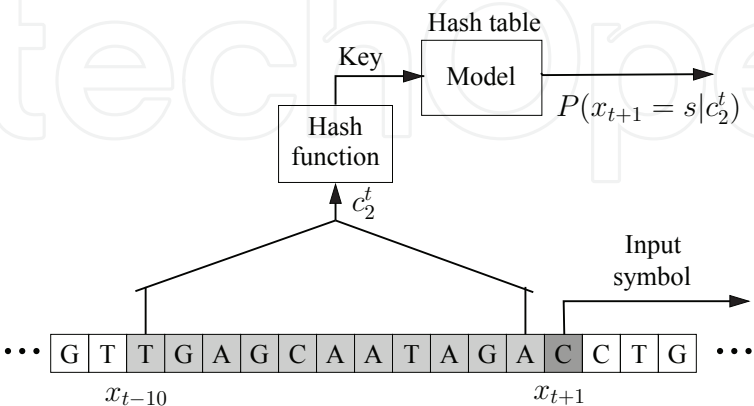 Hash table
Key
Model
P(x_{t+1} = s|c_2^t)
Hash
function
c_2^t
Input
symbol
··· G T T G A G C A A T A G A C C T G ···
x_{t−10} x_{t+1}